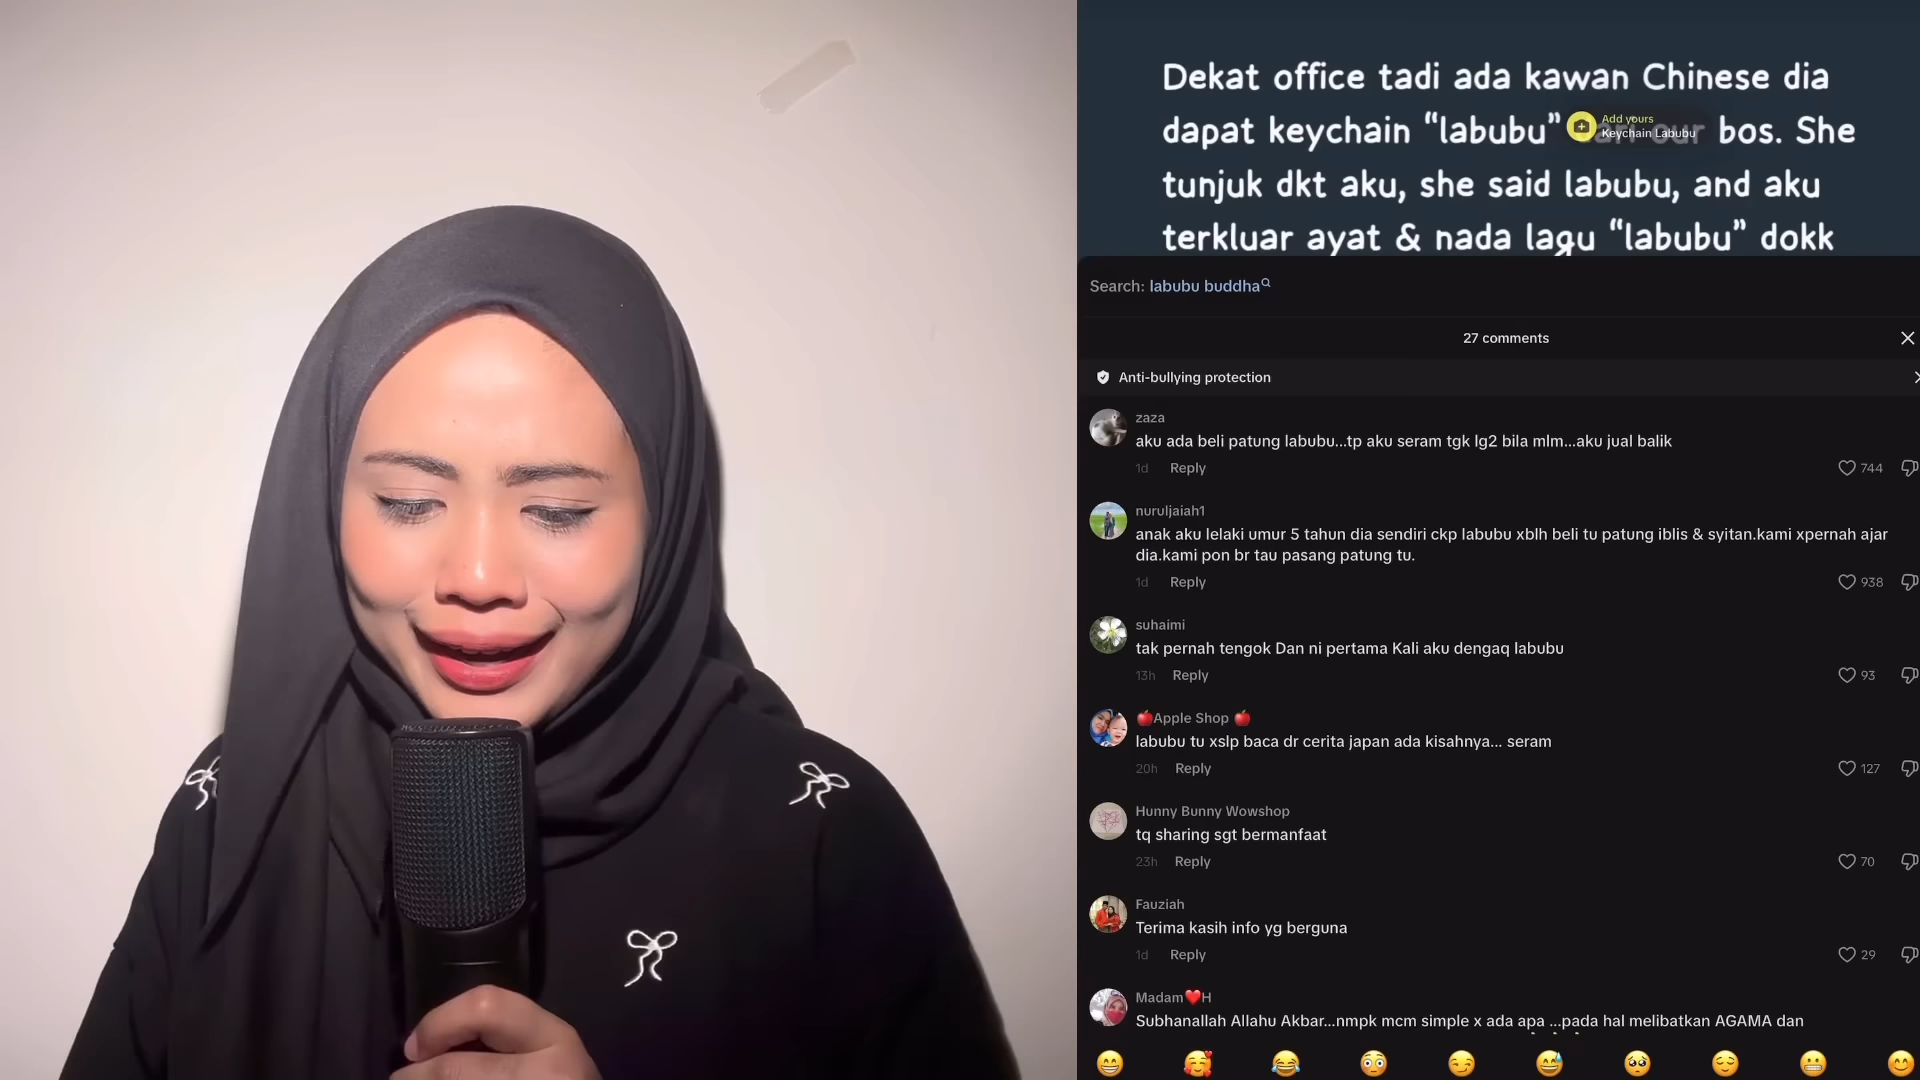 Dekat office tadi ada kawan Chinese dia
dapat keychain “labubu” dari our bos. She
Add yours
Keychain Labubu
tunjuk dkt aku, she said labubu, and aku
terkluar ayat & nada lagu “labubu” dokk
Search: labubu buddha
27 comments
Anti-bullying protection
zaza
aku ada beli patung labubu...tp aku seram tgk lg2 bila mlm...aku jual balik
1d Reply 744
nuruljaiah1
anak aku lelaki umur 5 tahun dia sendiri ckp labubu xblh beli tu patung iblis & syitan.kami xpernah ajar
dia.kami pon br tau pasang patung tu.
1d Reply 938
suhaimi
tak pernah tengok Dan ni pertama Kali aku dengaq labubu
13h Reply 93
🍎Apple Shop 🍎
labubu tu xslp baca dr cerita japan ada kisahnya... seram
20h Reply 127
Hunny Bunny Wowshop
tq sharing sgt bermanfaat
23h Reply 70
Fauziah
Terima kasih info yg berguna
1d Reply 29
Madam❤️H
Subhanallah Allahu Akbar...nmpk mcm simple x ada apa ...pada hal melibatkan AGAMA dan